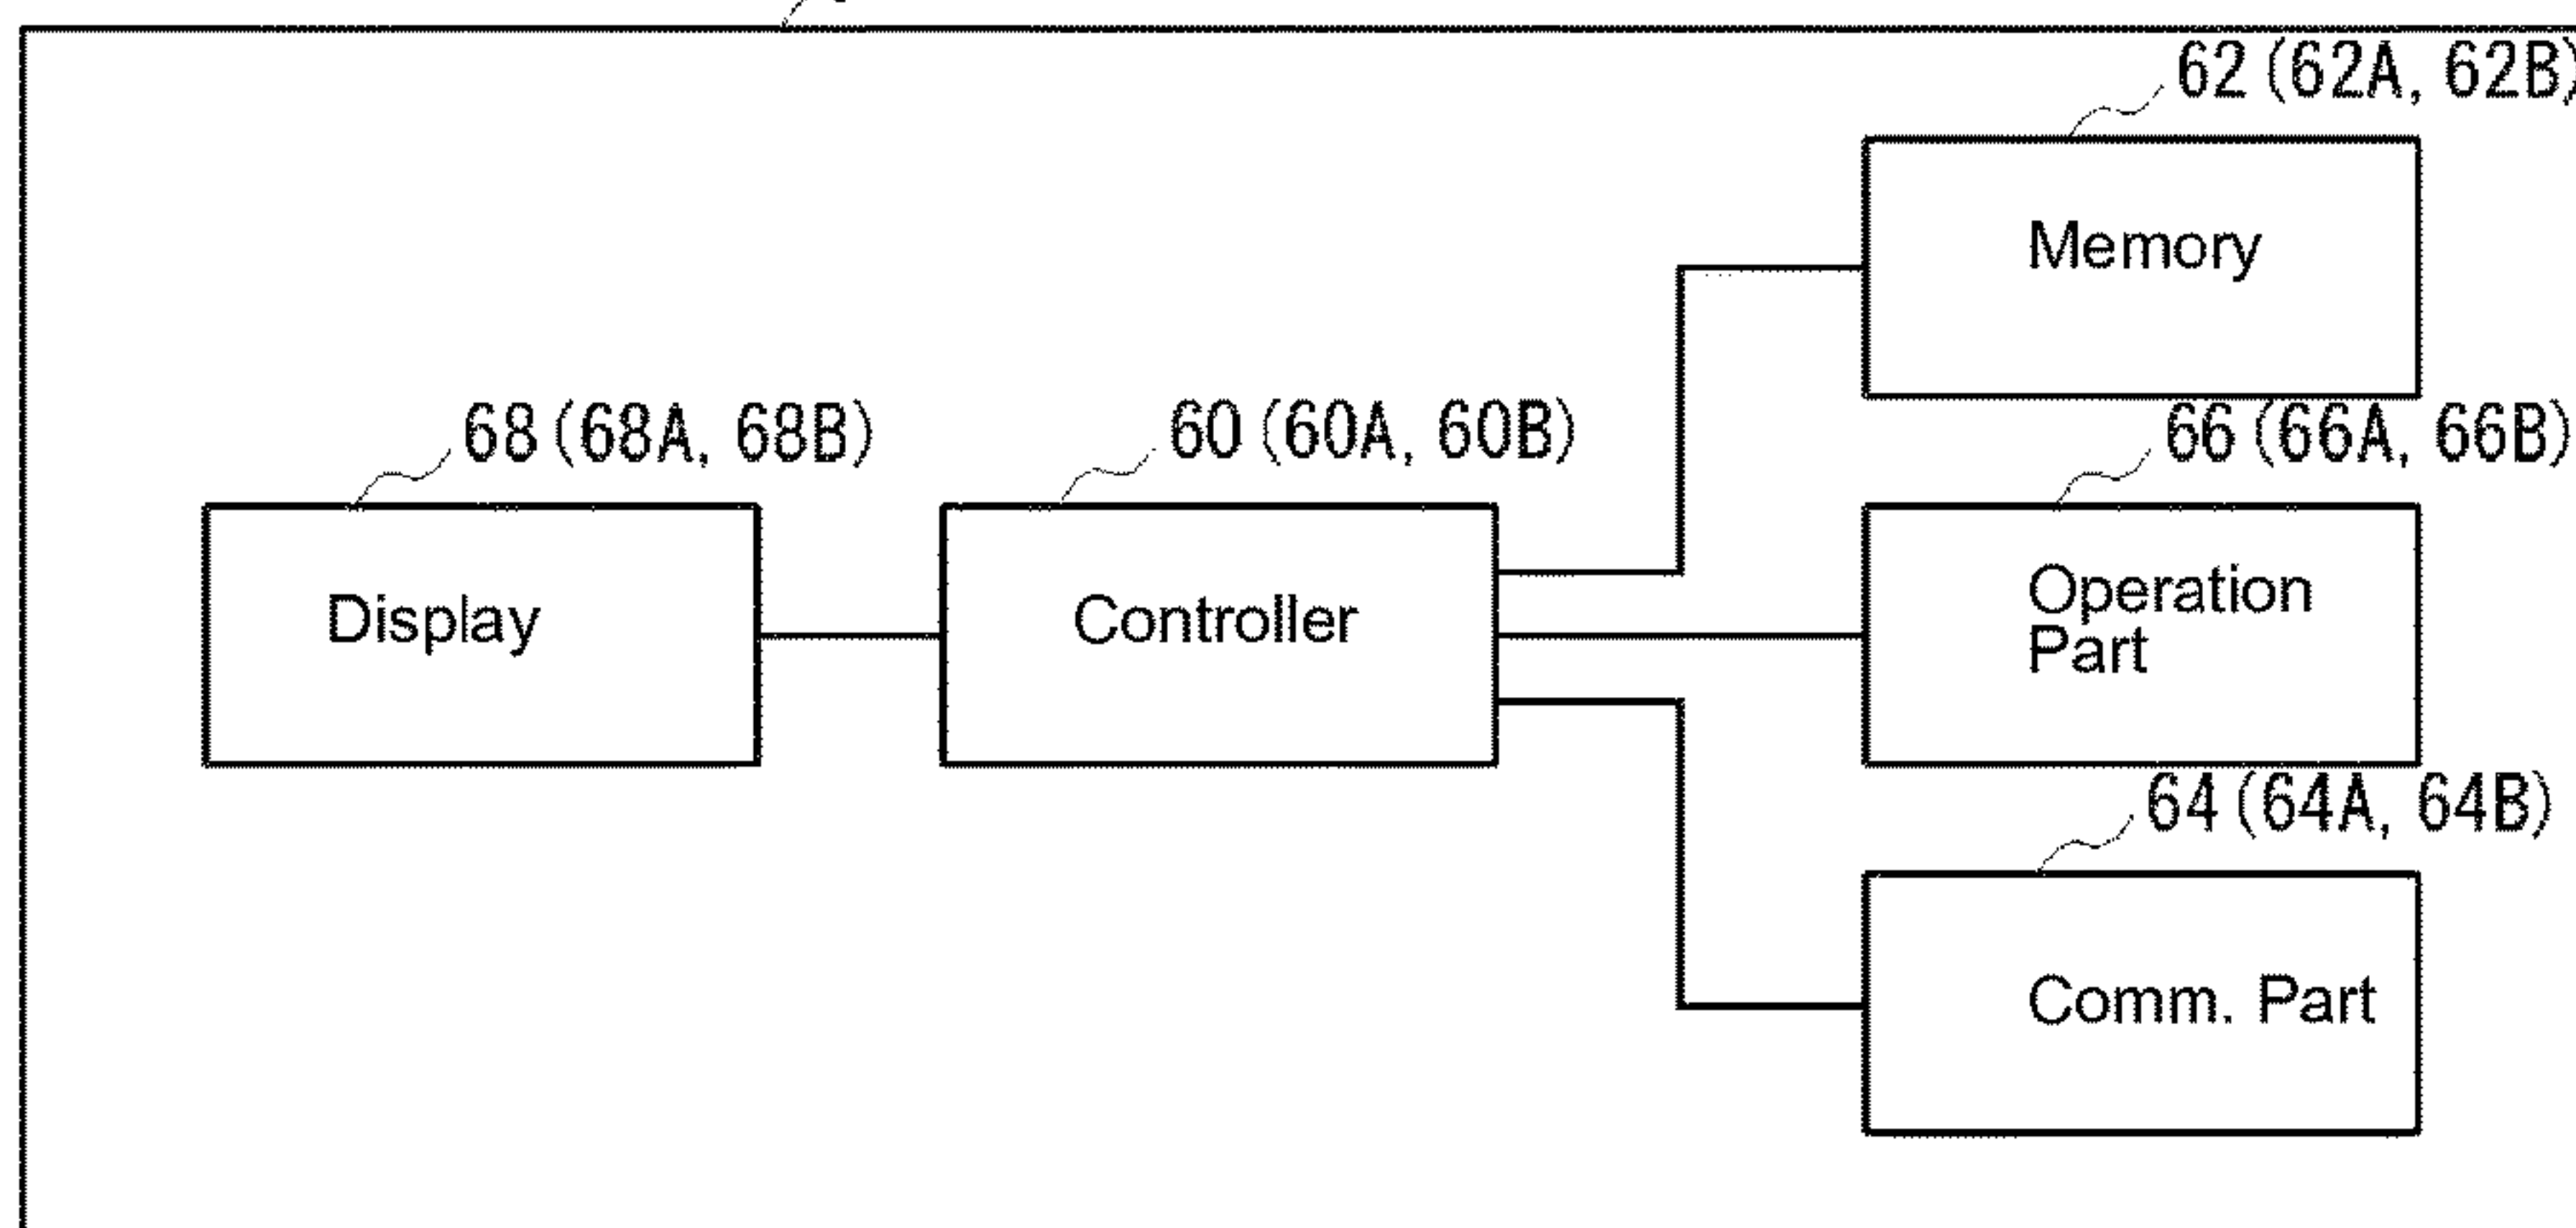 62 (62A, 62B)
Memory
68 (68A, 68B)
60 (60A, 60B)
66 (66A, 66B)
Display
Controller
Operation
Part
64 (64A, 64B)
Comm. Part